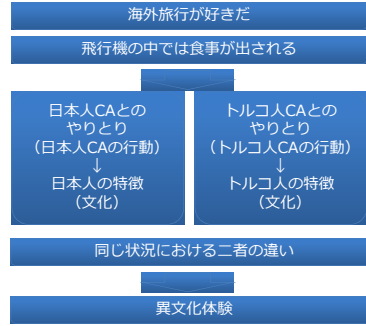 海外旅行が好きだ
飛行機の中では食事が出される
日本人CAとの
やりとり
（日本人CAの行動）
↓
日本人の特徴
（文化）
トルコ人CAとの
やりとり
（トルコ人CAの行動）
↓
トルコ人の特徴
（文化）
同じ状況における二者の違い
異文化体験